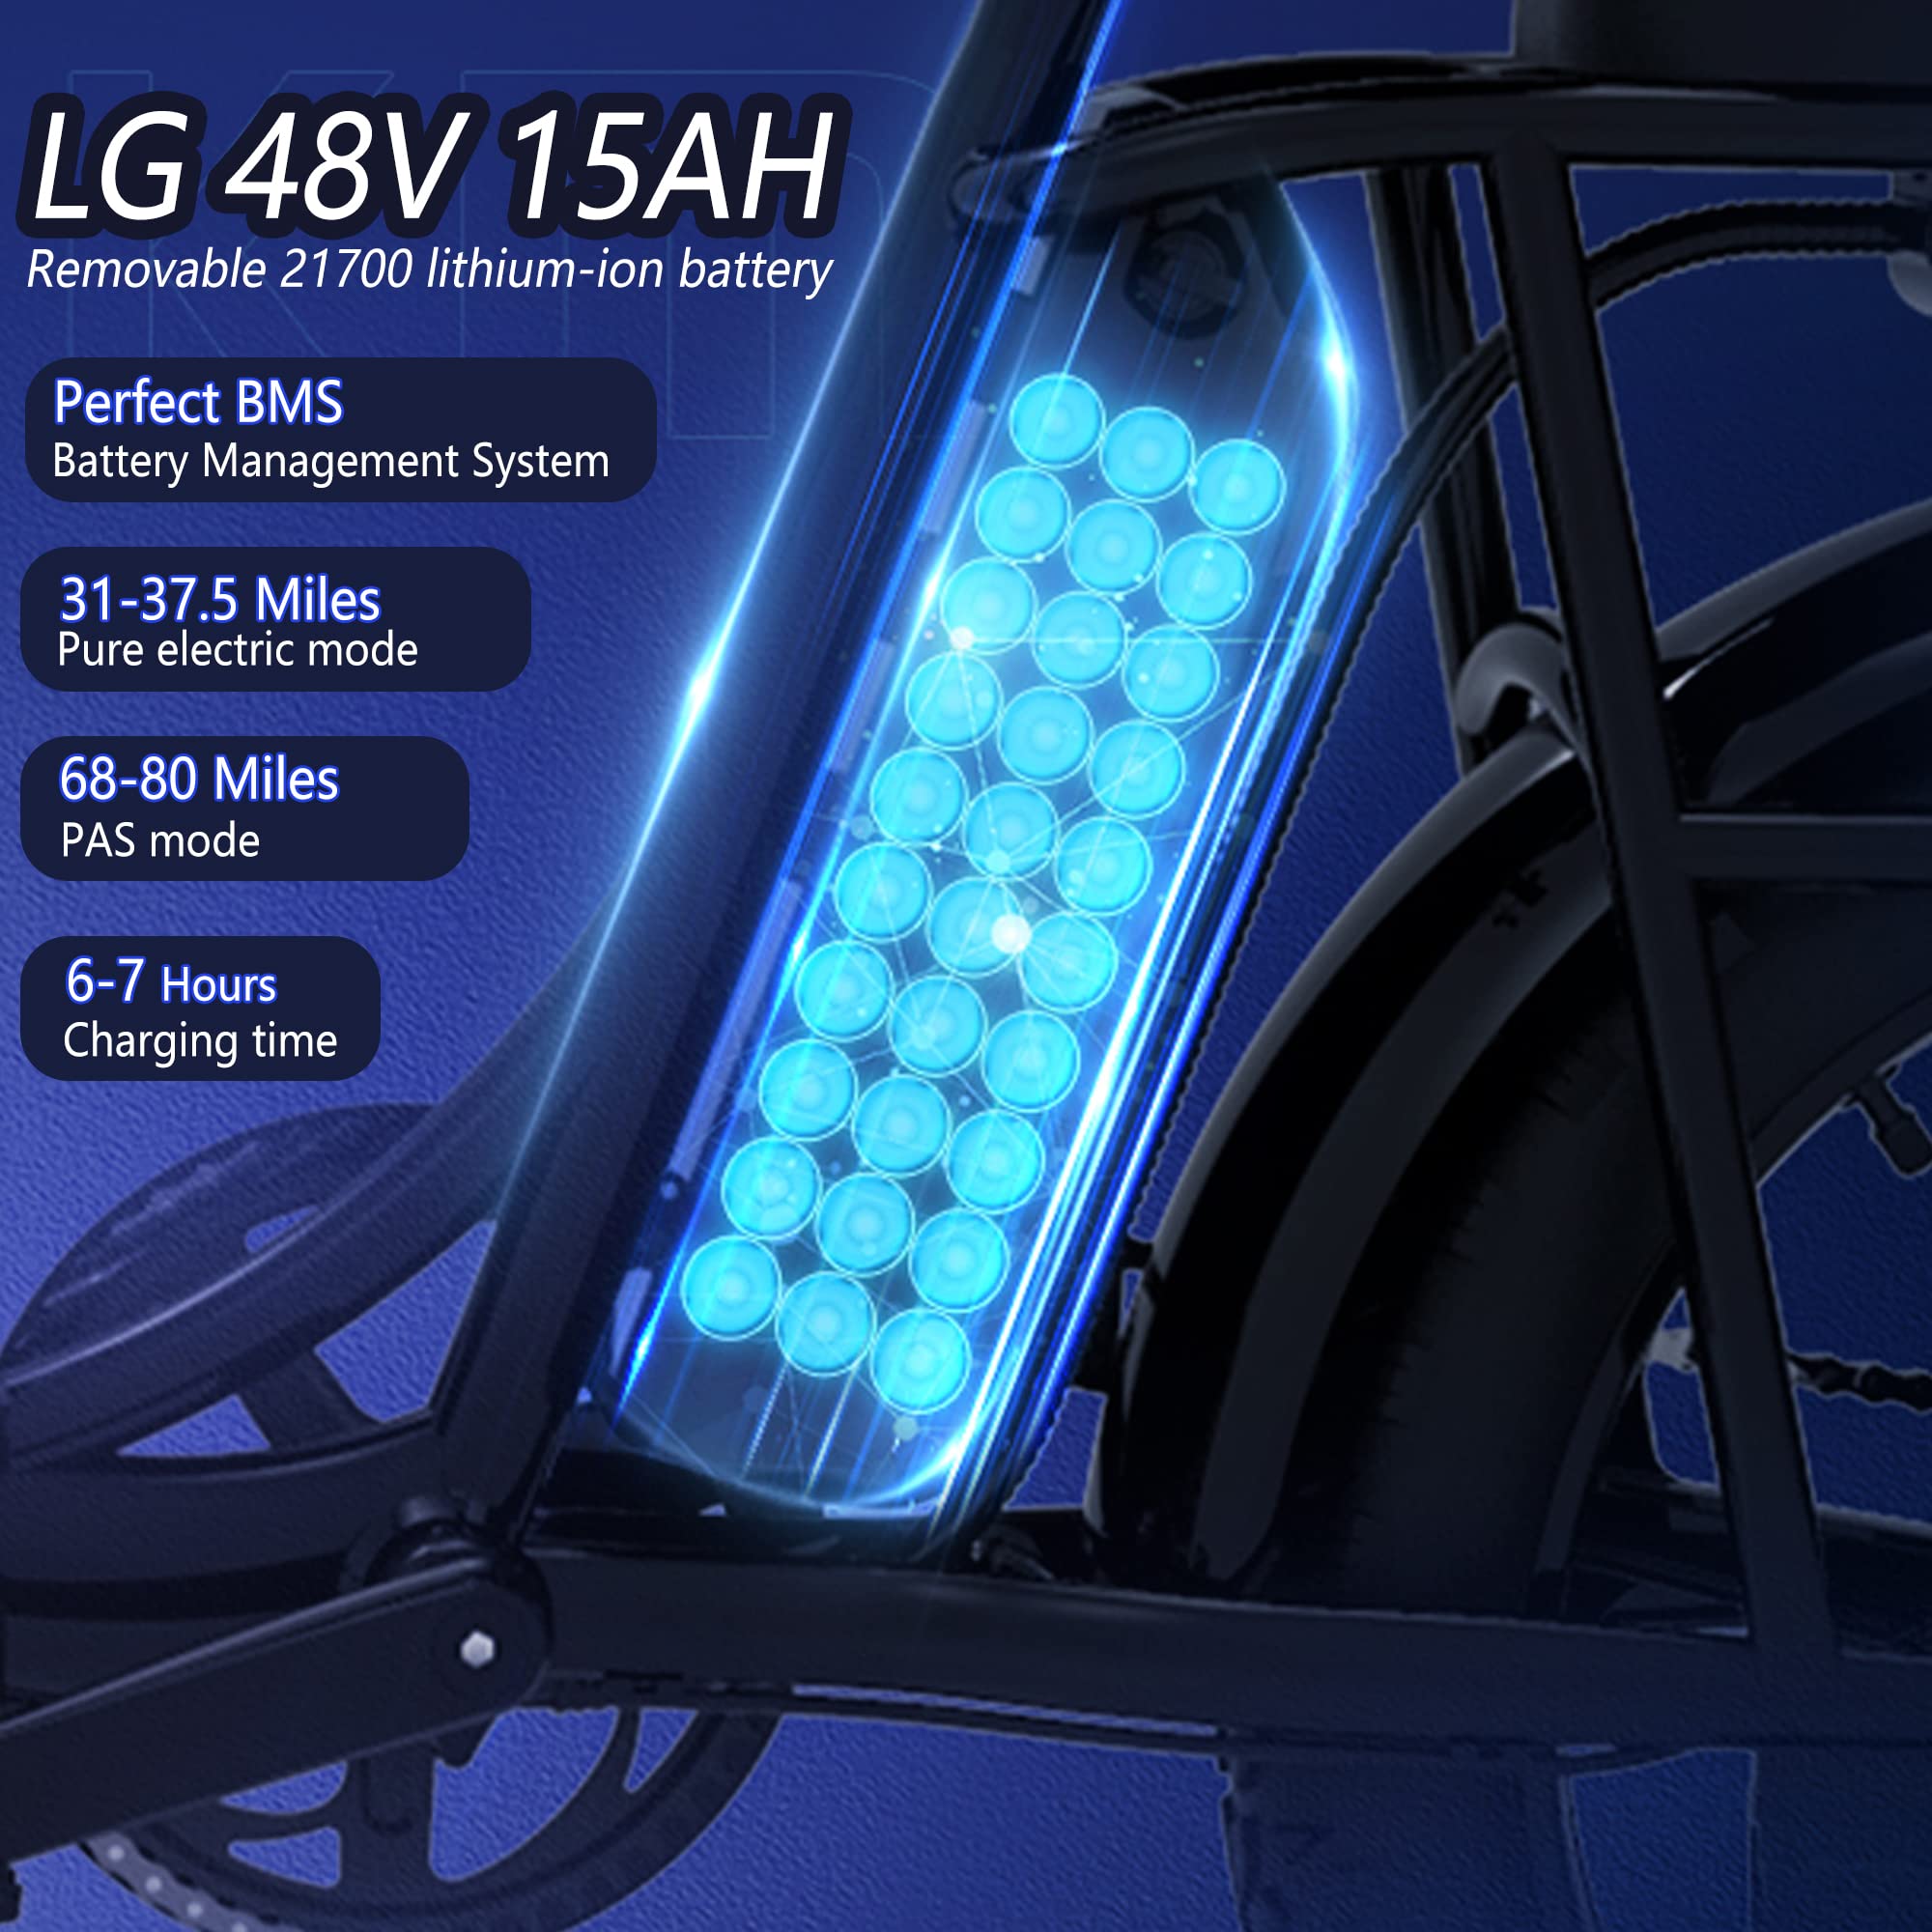 LG 48V 15AH
Removable 21700 lithium-ion battery
Perfect BMS
Battery Management System
31-37.5 Miles
Pure electric mode
68-80 Miles
PAS mode
6-7 Hours
Charging time